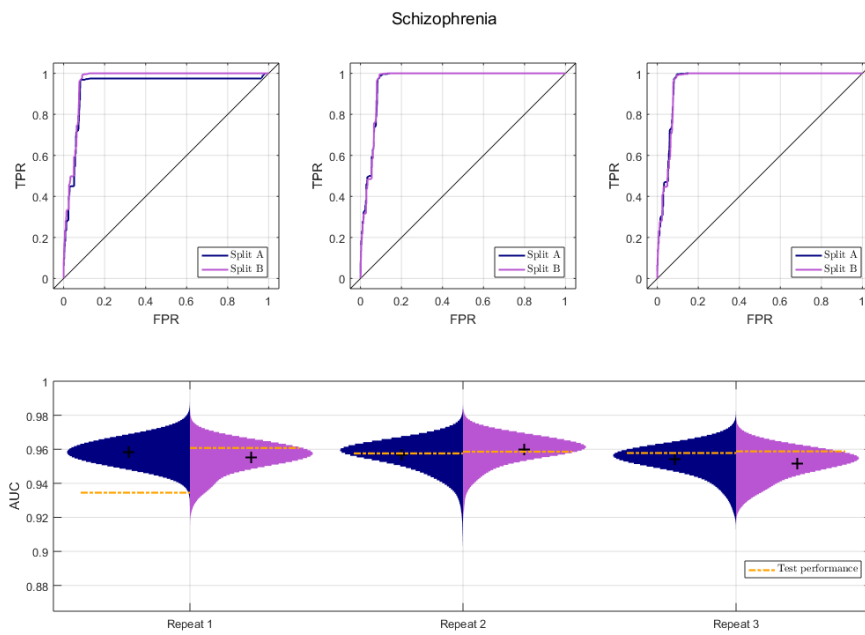 Schizophrenia
1
0.8
0.6
0.4
0.2
0
TPR
0 0.2 0.4 0.6 0.8 1
FPR
Split A
Split B
1
0.8
0.6
0.4
0.2
0
TPR
0 0.2 0.4 0.6 0.8 1
FPR
Split A
Split B
1
0.8
0.6
0.4
0.2
0
TPR
0 0.2 0.4 0.6 0.8 1
FPR
Split A
Split B
1
0.98
0.96
0.94
0.92
0.9
0.88
AUC
Test performance
Repeat 1 Repeat 2 Repeat 3